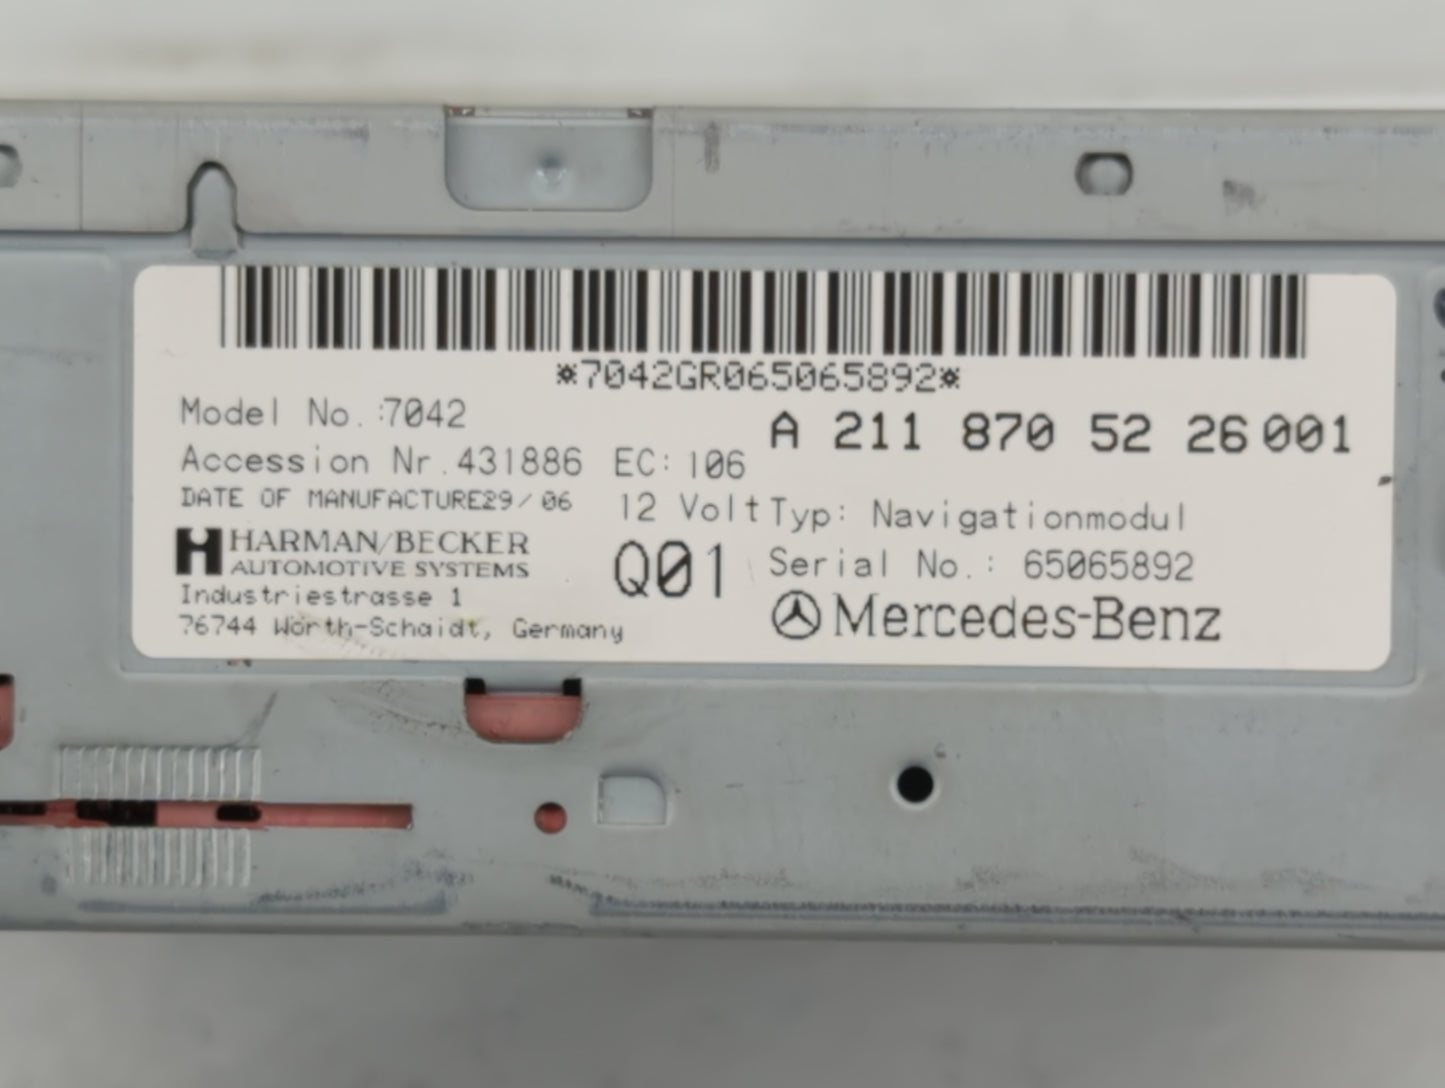 *7042GR065065892*
Model No.:7042
A 211 870 52 26 001
Accession Nr.431886 EC:106
DATE OF MANUFACTURE:29/06
12 Volt Typ: Navigationmodul
HARMAN/BECKER
AUTOMOTIVE SYSTEMS
Q01
Serial No.: 65065892
Industriestrasse 1
76744 Wörth-Schaidt, Germany
Mercedes-Benz